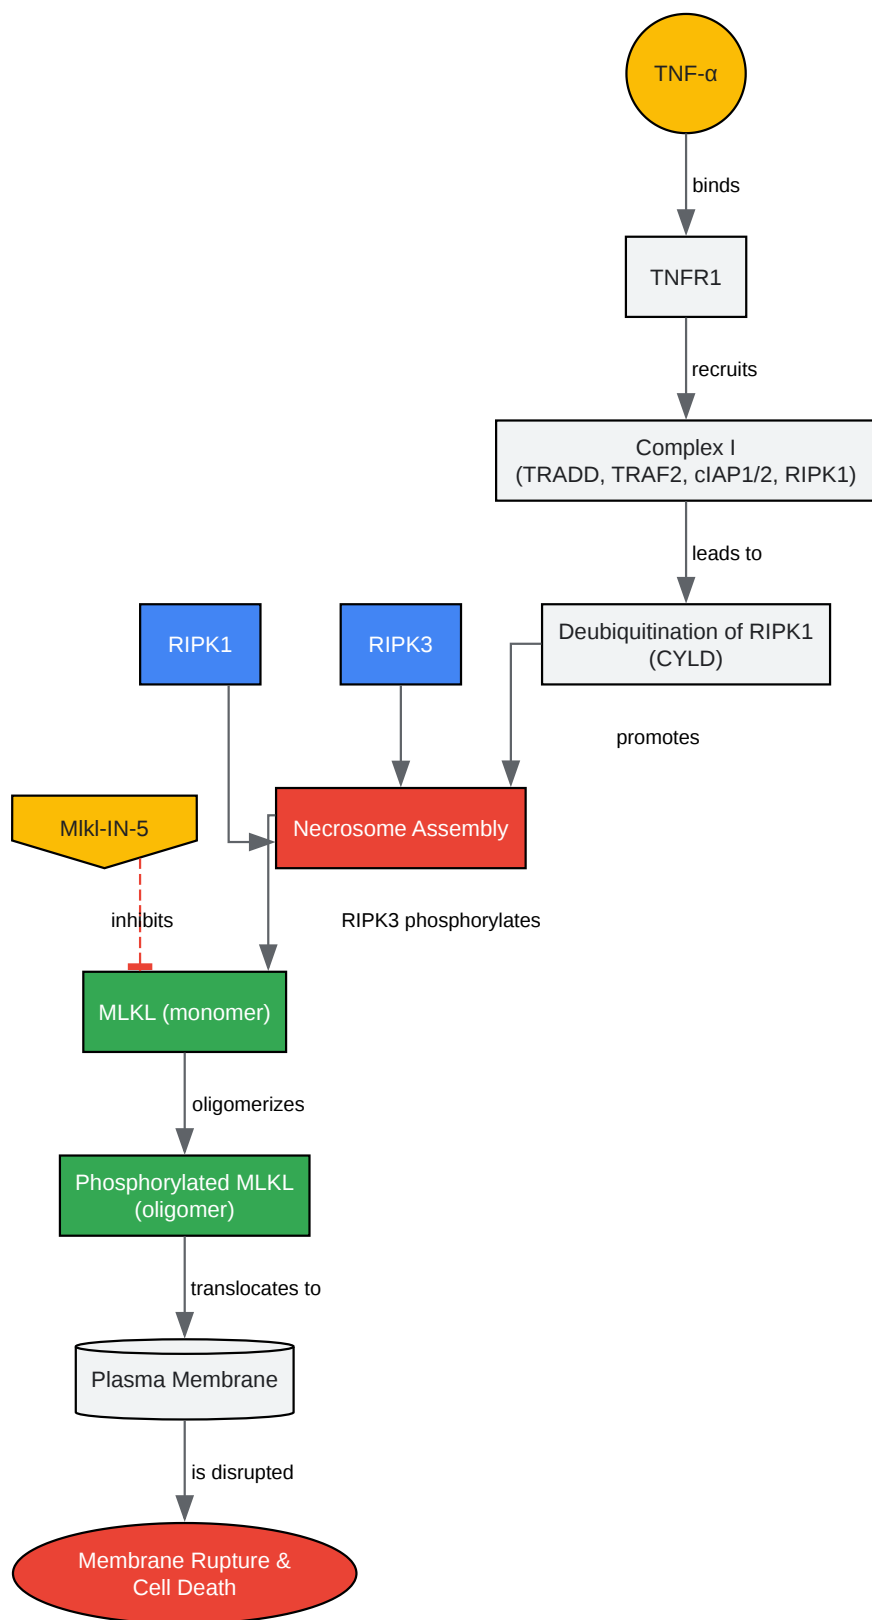 TNF-α
binds
TNFR1
recruits
Complex I
(TRADD, TRAF2, cIAP1/2, RIPK1)
leads to
RIPK1
RIPK3
Deubiquitination of RIPK1
(CYLD)
promotes
Mlkl-IN-5
Necrosome Assembly
inhibits
RIPK3 phosphorylates
MLKL (monomer)
oligomerizes
Phosphorylated MLKL
(oligomer)
translocates to
Plasma Membrane
is disrupted
Membrane Rupture &
Cell Death